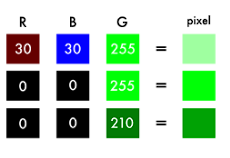 R B G pixel
30 30 255 =
0 0 255 =
0 0 210 =